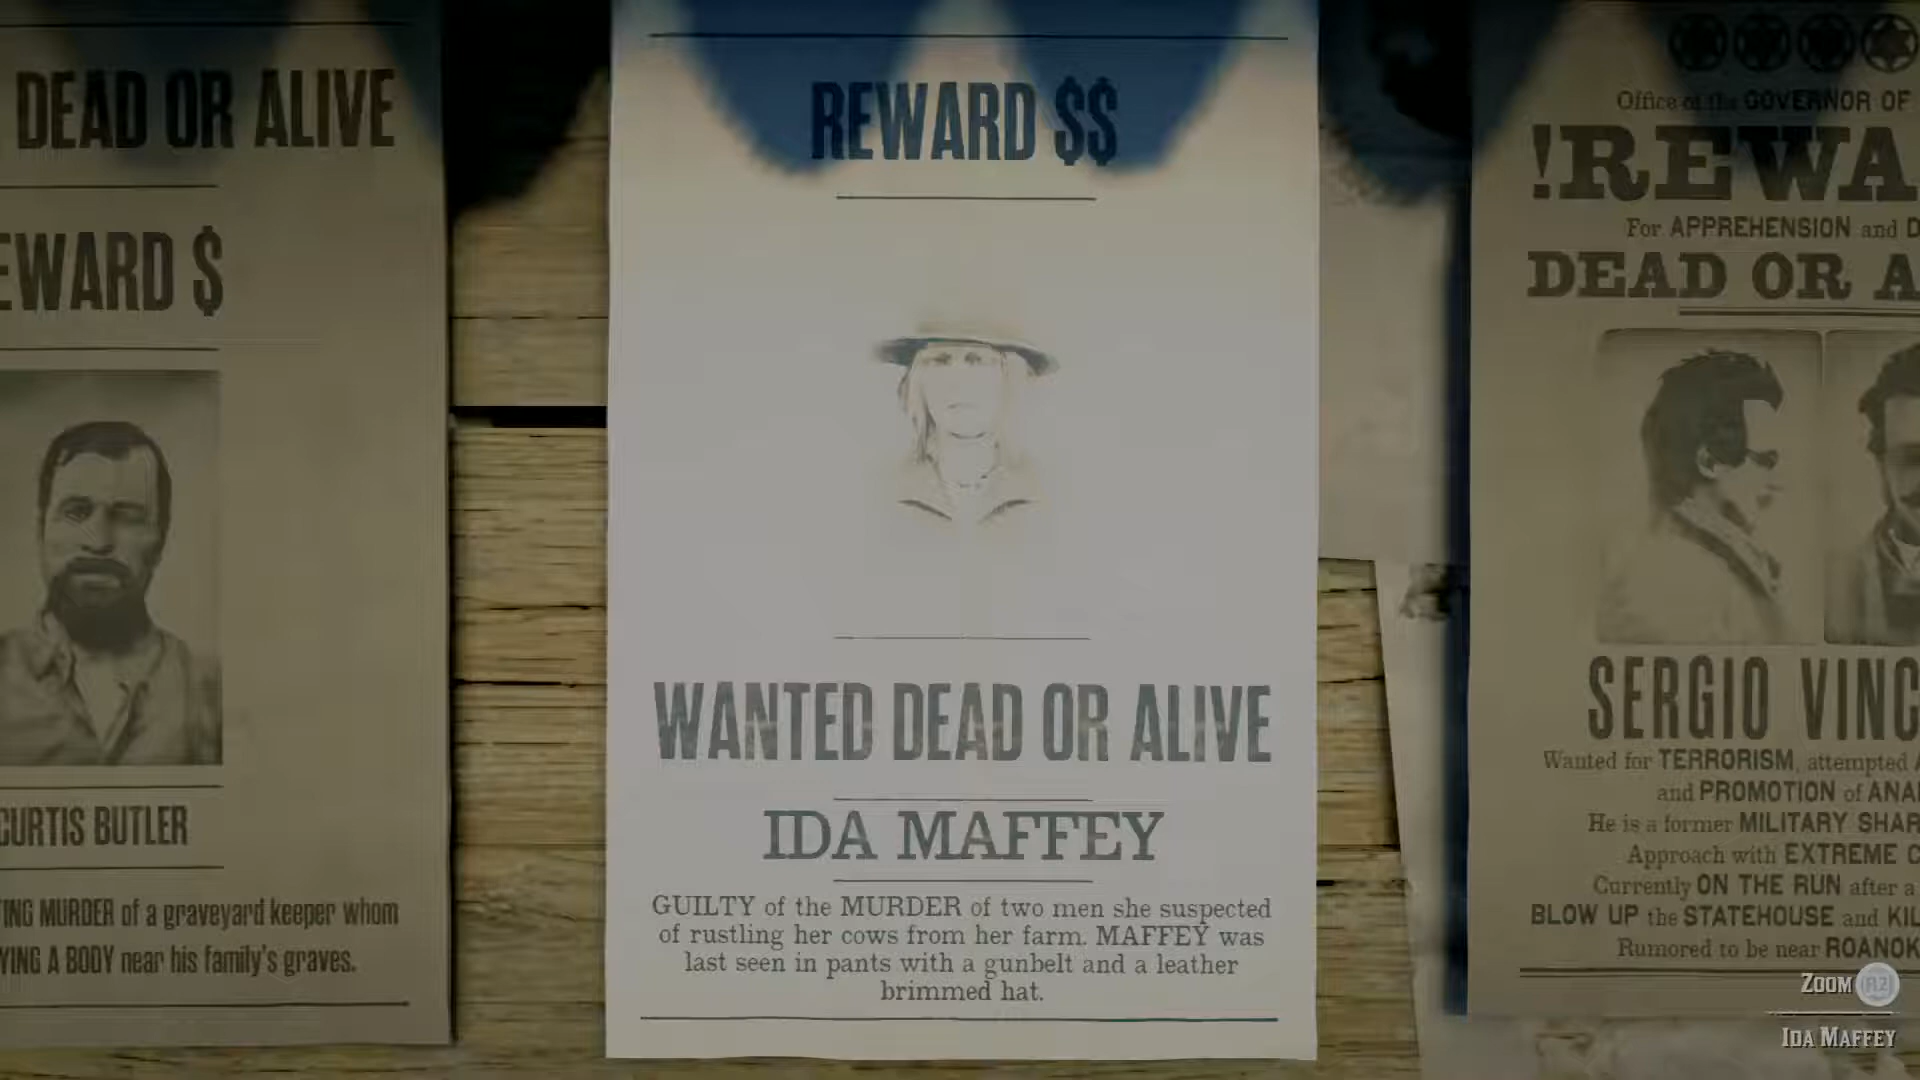 DEAD OR ALIVE
EWARD $
CURTIS BUTLER
MURDER of a graveyard keeper whom
A BODY near his family's graves.
REWARD $$
WANTED DEAD OR ALIVE
IDA MAFFEY
GUILTY of the MURDER of two men she suspected
of rustling her cows from her farm. MAFFEY was
last seen in pants with a gunbelt and a leather
brimmed hat.
Office of the GOVERNOR OF
!REWA
For APPREHENSION and D
DEAD OR A
SERGIO VINC
Wanted for TERRORISM, attempted A
and PROMOTION of ANA
He is a former MILITARY SHAR
Approach with EXTREME C
Currently ON THE RUN after a
BLOW UP the STATEHOUSE and KIL
Rumored to be near ROANOK
ZOOM R2
IDA MAFFEY